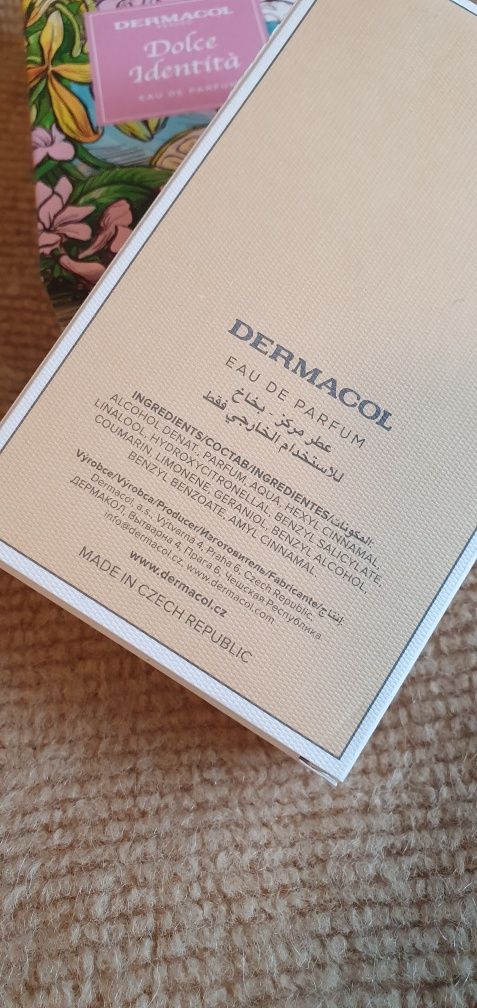 DERMACOL
Dolce
Identità
EAU DE PARFUM
DERMACOL
EAU DE PARFUM
عطر مركز - بخاخ
للاستخدام الخارجي فقط
INGREDIENTS/СОСТАВ/INGREDIENTES/المكونات:
ALCOHOL DENAT., PARFUM, AQUA, HEXYL CINNAMAL,
LINALOOL, HYDROXYCITRONELLAL, BENZYL SALICYLATE,
COUMARIN, LIMONENE, GERANIOL, BENZYL ALCOHOL,
BENZYL BENZOATE, AMYL CINNAMAL.
Výrobce/Výrobca/Producer/Изготовитель/Fabricante/إنتاج:
Dermacol, a.s., Výtvarná 4, Praha 6, Czech Republic.
ДЕРМАКОЛ, Вытварна 4, Прага 6, Чешская Республика
info@dermacol.cz, www.dermacol.com
www.dermacol.cz
MADE IN CZECH REPUBLIC